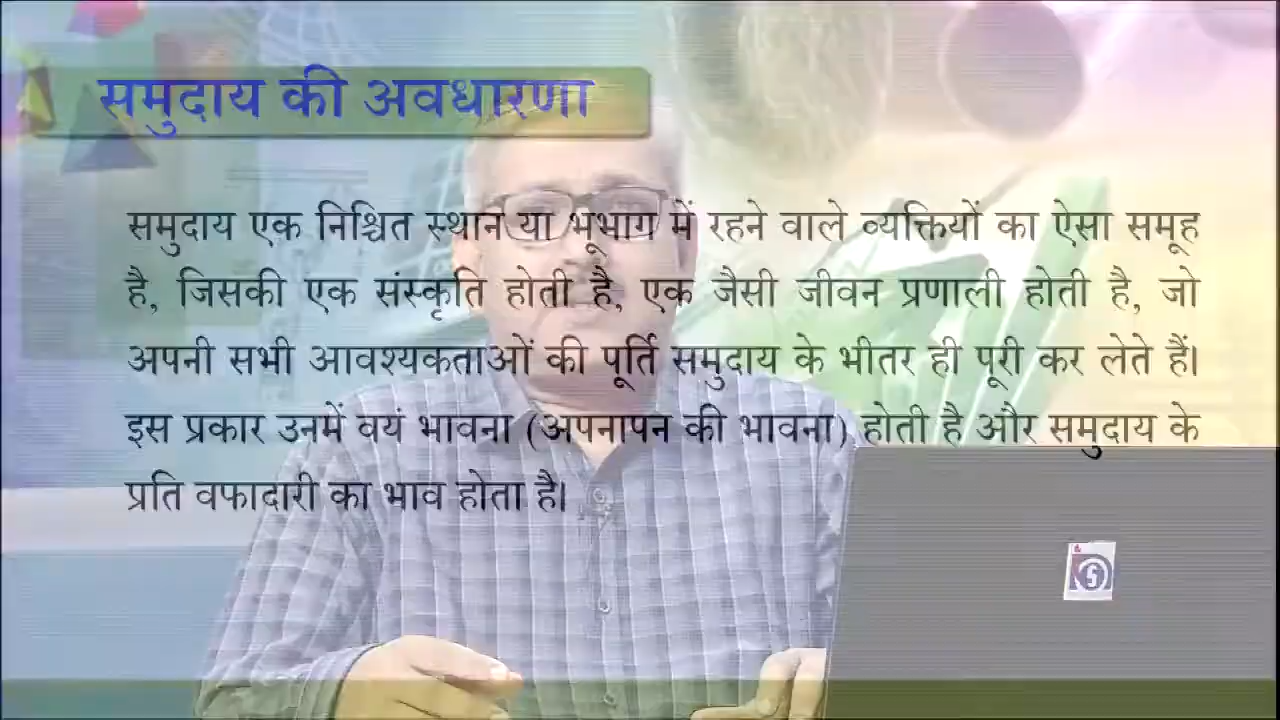 समुदाय की अवधारणा
समुदाय एक निश्चित स्थान या भूभाग में रहने वाले व्यक्तियों का ऐसा समूह
है, जिसकी एक संस्कृति होती है, एक जैसी जीवन प्रणाली होती है, जो
अपनी सभी आवश्यकताओं की पूर्ति समुदाय के भीतर ही पूरी कर लेते हैं।
इस प्रकार उनमें वयं भावना (अपनापन की भावना) होती है और समुदाय के
प्रति वफादारी का भाव होता है।